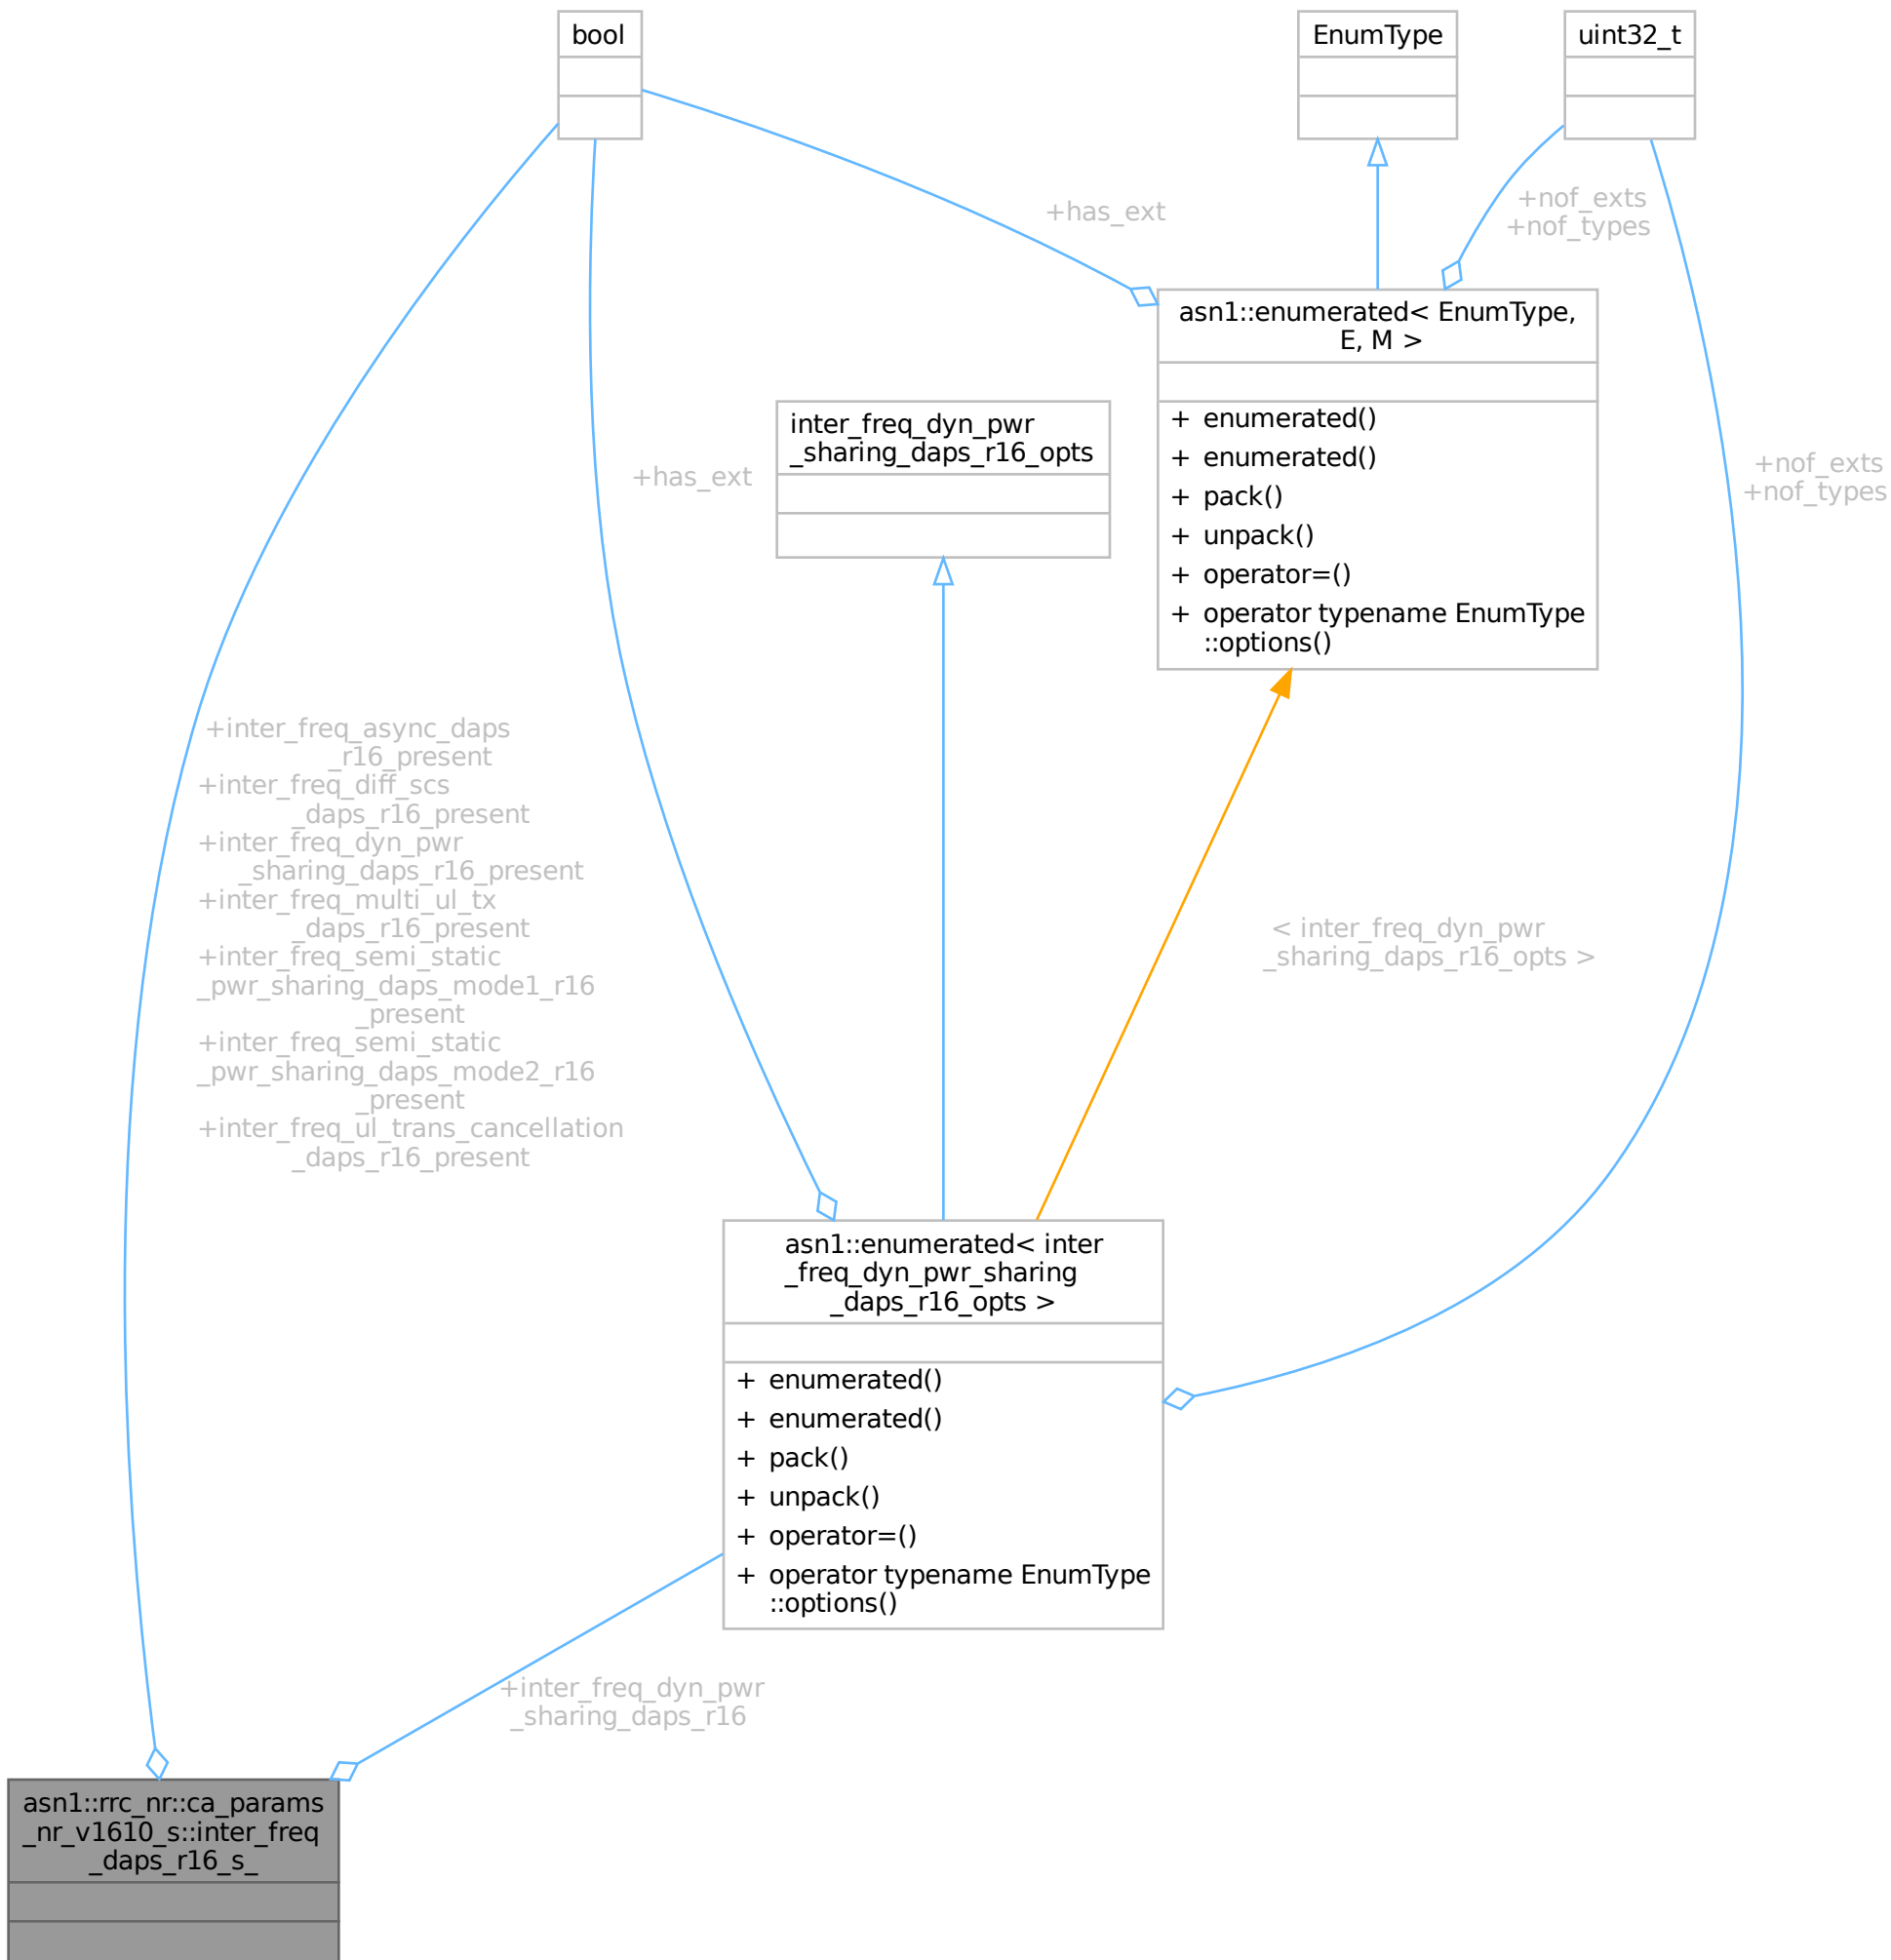 bool
EnumType
uint32_t
+has_ext
+nof_exts
+nof_types
asn1::enumerated< EnumType,
E, M >
+ enumerated()
+ enumerated()
+ pack()
+ unpack()
+ operator=()
+ operator typename EnumType
::options()
inter_freq_dyn_pwr
_sharing_daps_r16_opts
+has_ext
+nof_exts
+nof_types
+inter_freq_async_daps
_r16_present
+inter_freq_diff_scs
_daps_r16_present
+inter_freq_dyn_pwr
_sharing_daps_r16_present
+inter_freq_multi_ul_tx
_daps_r16_present
+inter_freq_semi_static
_pwr_sharing_daps_mode1_r16
_present
+inter_freq_semi_static
_pwr_sharing_daps_mode2_r16
_present
+inter_freq_ul_trans_cancellation
_daps_r16_present
< inter_freq_dyn_pwr
_sharing_daps_r16_opts >
asn1::enumerated< inter
_freq_dyn_pwr_sharing
_daps_r16_opts >
+ enumerated()
+ enumerated()
+ pack()
+ unpack()
+ operator=()
+ operator typename EnumType
::options()
+inter_freq_dyn_pwr
_sharing_daps_r16
asn1::rrc_nr::ca_params
_nr_v1610_s::inter_freq
_daps_r16_s_